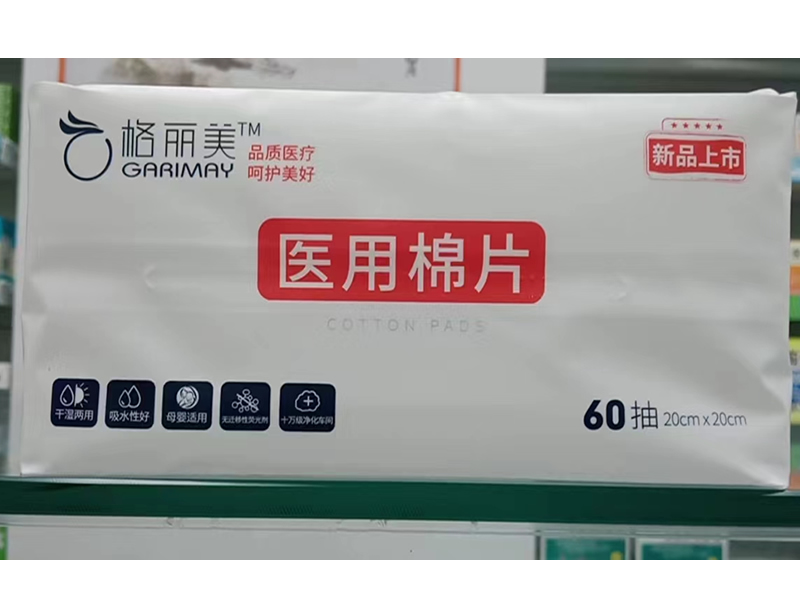 格丽美TM
GARIMAY
品质医疗
呵护美好
新品上市
医用棉片
COTTON PADS
干湿两用
吸水性好
母婴适用
无迁移性荧光剂
十万级净化车间
60抽 20cm x 20cm